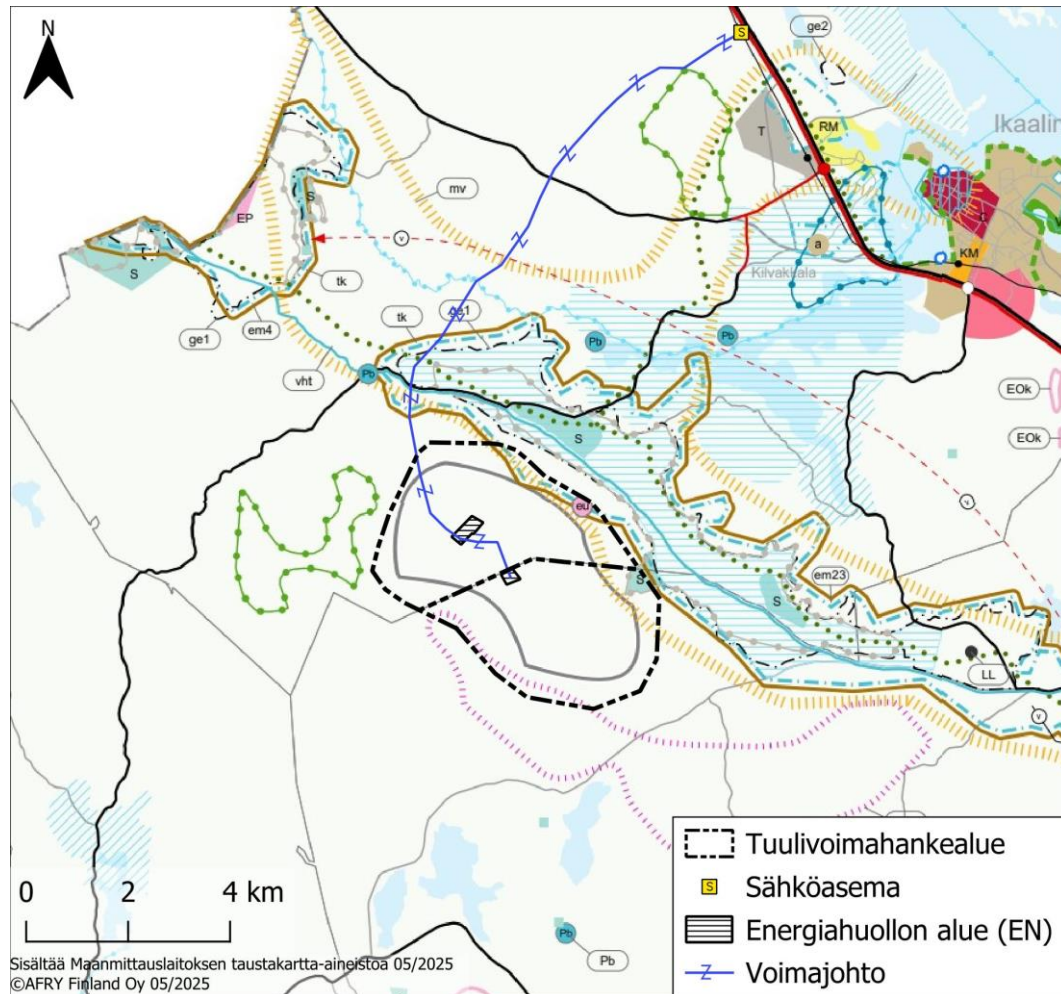 N
S
ge2
Ikaalin
T
RM
mv
EP
S
C
v
a
KM
Kilvakkala
S
tk
ge1
em4
tk
ge1
Pb
Pb
vht
Pb
EOk
S
EOk
eu
v
S
em23
S
LL
v
0 2 4 km
Pb
Pb
Tuulivoimahankealue
S Sähköasema
Energiahuollon alue (EN)
Z Voimajohto
Sisältää Maanmittauslaitoksen taustakartta-aineistoa 05/2025
©AFRY Finland Oy 05/2025